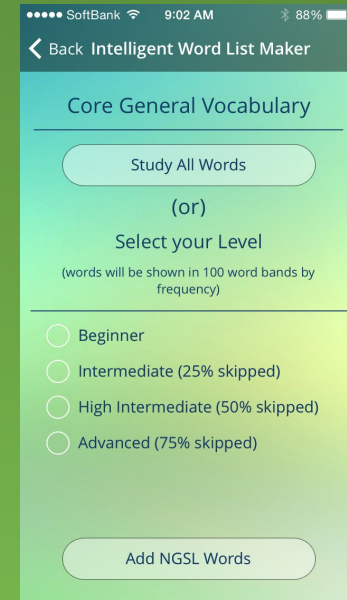 SoftBank 9:02 AM 88%
Back Intelligent Word List Maker
Core General Vocabulary
Study All Words
(or)
Select your Level
(words will be shown in 100 word bands by
frequency)
Beginner
Intermediate (25% skipped)
High Intermediate (50% skipped)
Advanced (75% skipped)
Add NGSL Words